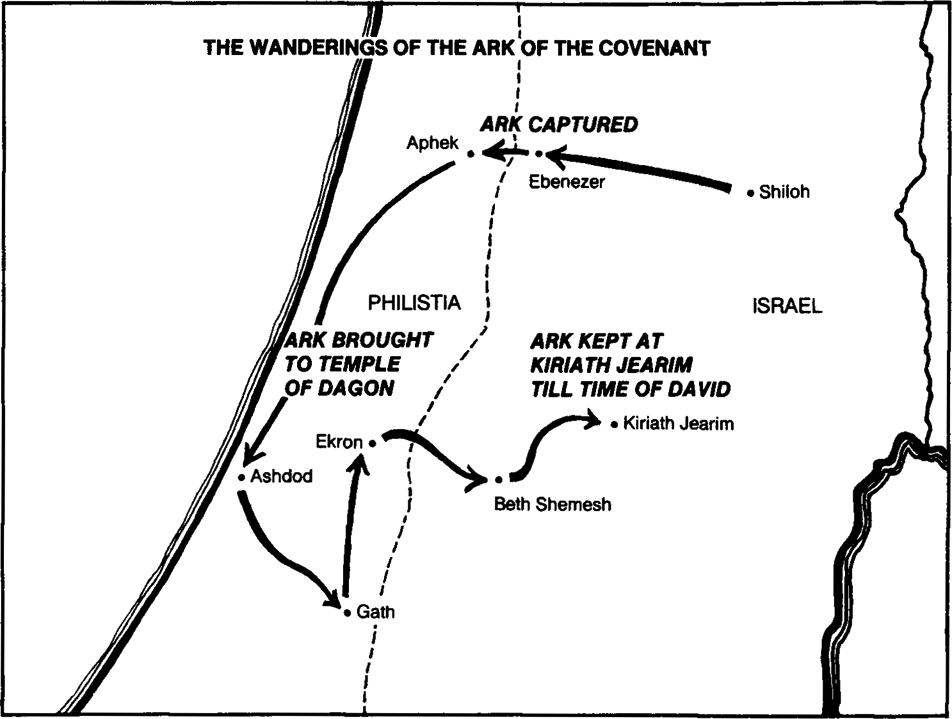 THE WANDERINGS OF THE ARK OF THE COVENANT
ARK CAPTURED
Aphek
Ebenezer
Shiloh
PHILISTIA
ISRAEL
ARK BROUGHT
TO TEMPLE
OF DAGON
ARK KEPT AT
KIRIATH JEARIM
TILL TIME OF DAVID
Kiriath Jearim
Ekron
Ashdod
Beth Shemesh
Gath